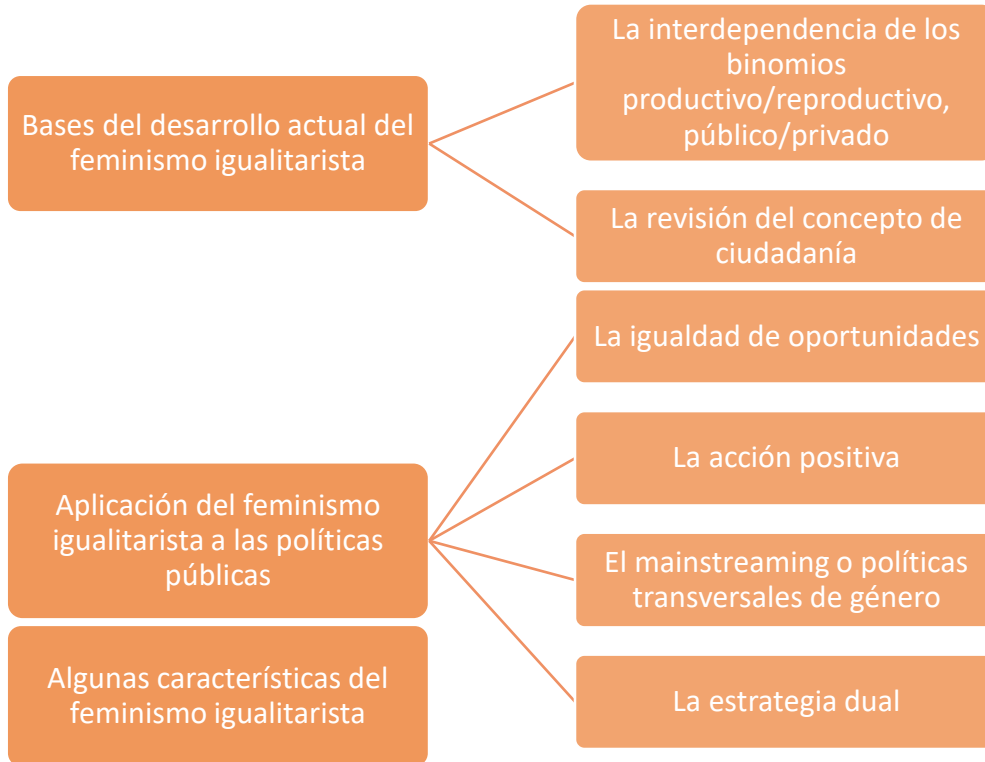 Bases del desarrollo actual del
feminismo igualitarista
La interdependencia de los
binomios
productivo/reproductivo,
público/privado
La revisión del concepto de
ciudadanía
Aplicación del feminismo
igualitarista a las políticas
públicas
La igualdad de oportunidades
La acción positiva
El mainstreaming o políticas
transversales de género
La estrategia dual
Algunas características del
feminismo igualitarista